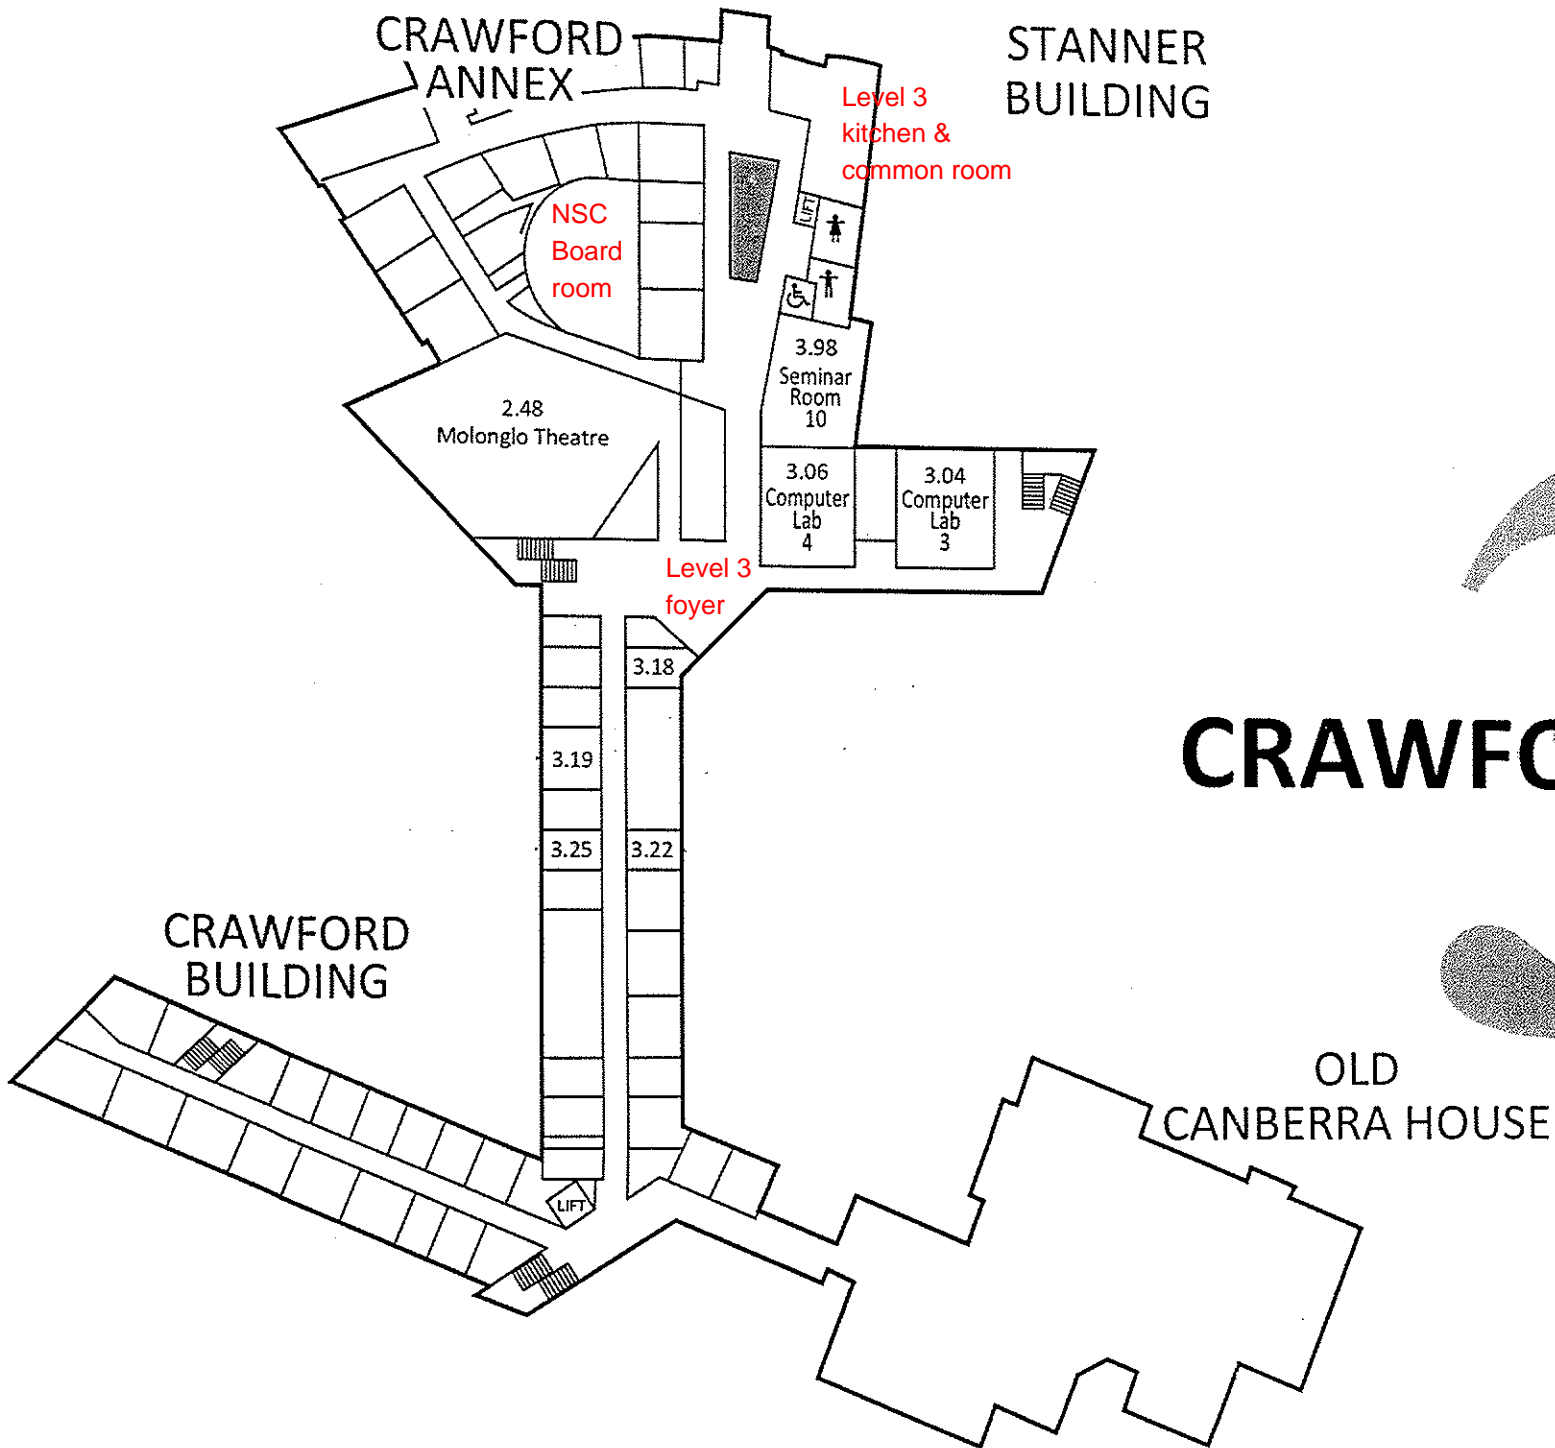 CRAWFORD
ANNEX
STANNER
BUILDING
Level 3
kitchen &
common room
LIFT
NSC
Board
room
3.98
Seminar
Room
10
2.48
Molonglo Theatre
3.06
Computer
Lab
4
3.04
Computer
Lab
3
Level 3
foyer
3.18
3.19
3.25
3.22
CRAWFO
CRAWFORD
BUILDING
OLD
CANBERRA HOUSE
LIFT